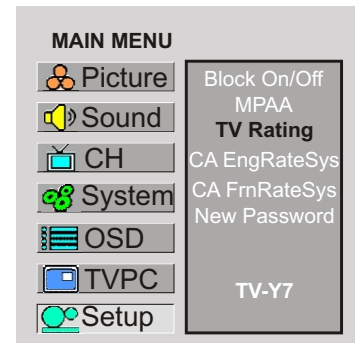 MAIN MENU
Picture
Sound
CH
System
OSD
TVPC
Setup
Block On/Off
MPAA
TV Rating
CA EngRateSys
CA FrnRateSys
New Password
TV-Y7